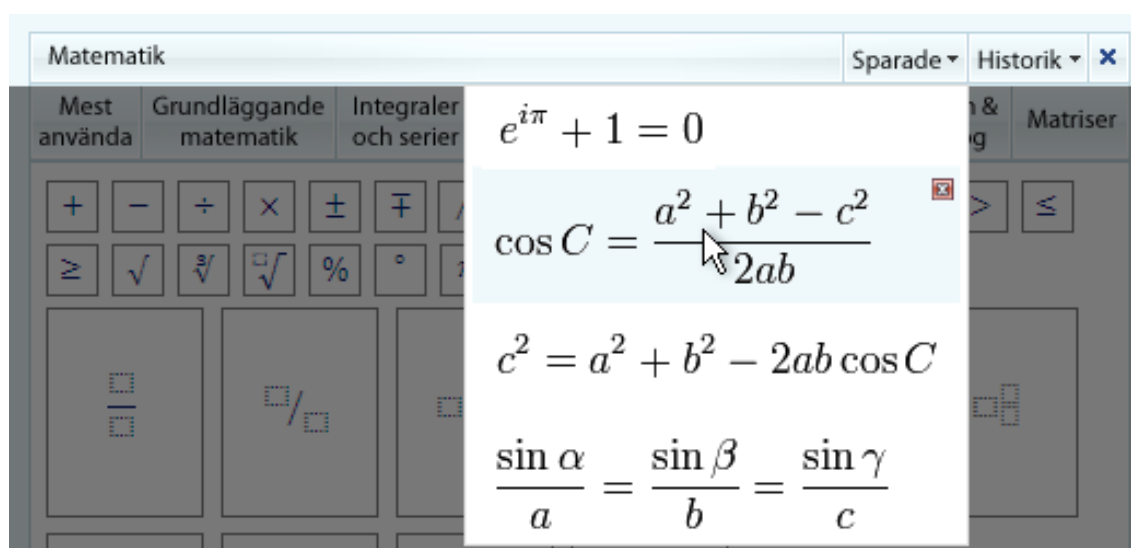 Matematik Sparade Historik ×
Mest använda Grundläggande matematik Integraler och serier & Matriser
+ − ÷ × ± ∓ > ≤
≥ √ ∛ √ % °
e^{iπ} + 1 = 0
cos C = (a² + b² − c²) / 2ab
c² = a² + b² − 2ab cos C
sin α / a = sin β / b = sin γ / c